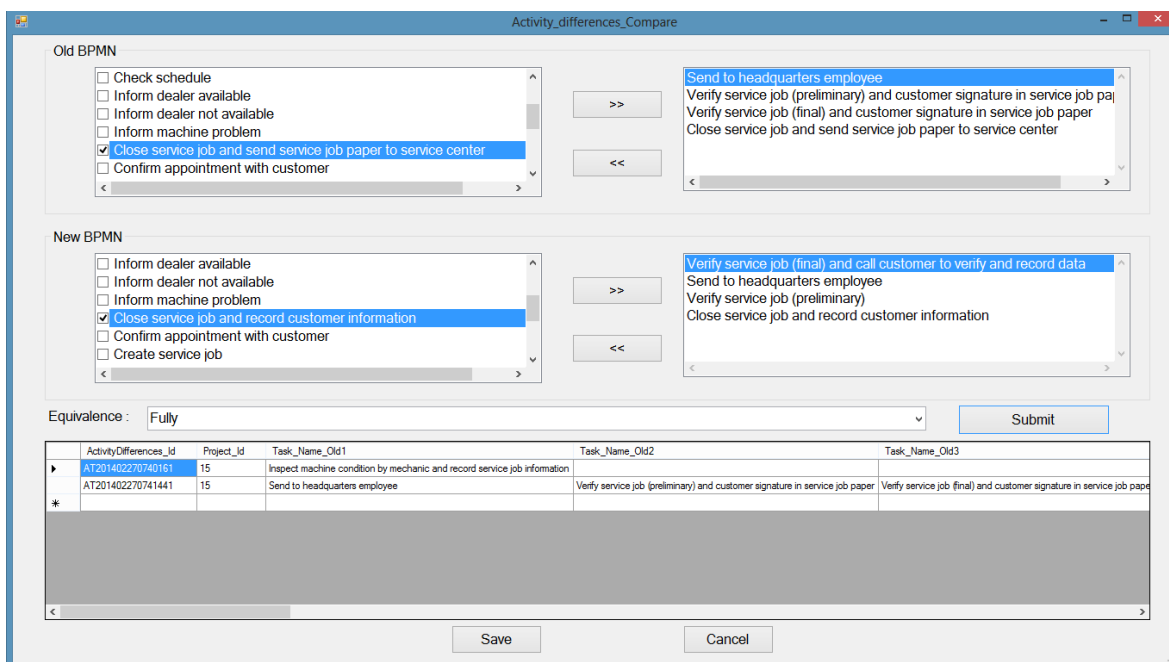 Activity_differences_Compare
Old BPMN
Check schedule
Inform dealer available
Inform dealer not available
Inform machine problem
Close service job and send service job paper to service center
Confirm appointment with customer
>>
<<
Send to headquarters employee
Verify service job (preliminary) and customer signature in service job pa
Verify service job (final) and customer signature in service job paper
Close service job and send service job paper to service center
New BPMN
Inform dealer available
Inform dealer not available
Inform machine problem
Close service job and record customer information
Confirm appointment with customer
Create service job
>>
<<
Verify service job (final) and call customer to verify and record data
Send to headquarters employee
Verify service job (preliminary)
Close service job and record customer information
Equivalence : Fully Submit
ActivityDifferences_Id Project_Id Task_Name_Old1 Task_Name_Old2 Task_Name_Old3
AT201402270740161 15 Inspect machine condition by mechanic and record service job information
AT201402270741441 15 Send to headquarters employee Verify service job (preliminary) and customer signature in service job paper Verify service job (final) and customer signature in service job pape
Save Cancel